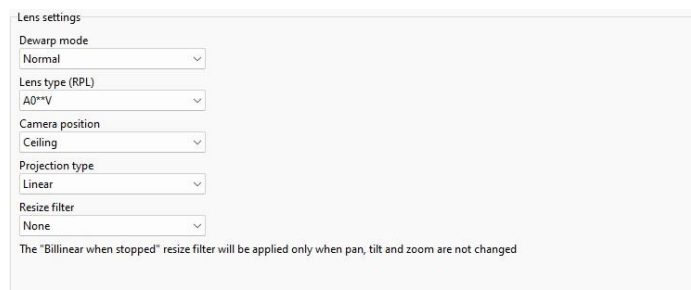 Lens settings
Dewarp mode
Normal
Lens type (RPL)
A0**V
Camera position
Ceiling
Projection type
Linear
Resize filter
None
The "Billinear when stopped" resize filter will be applied only when pan, tilt and zoom are not changed